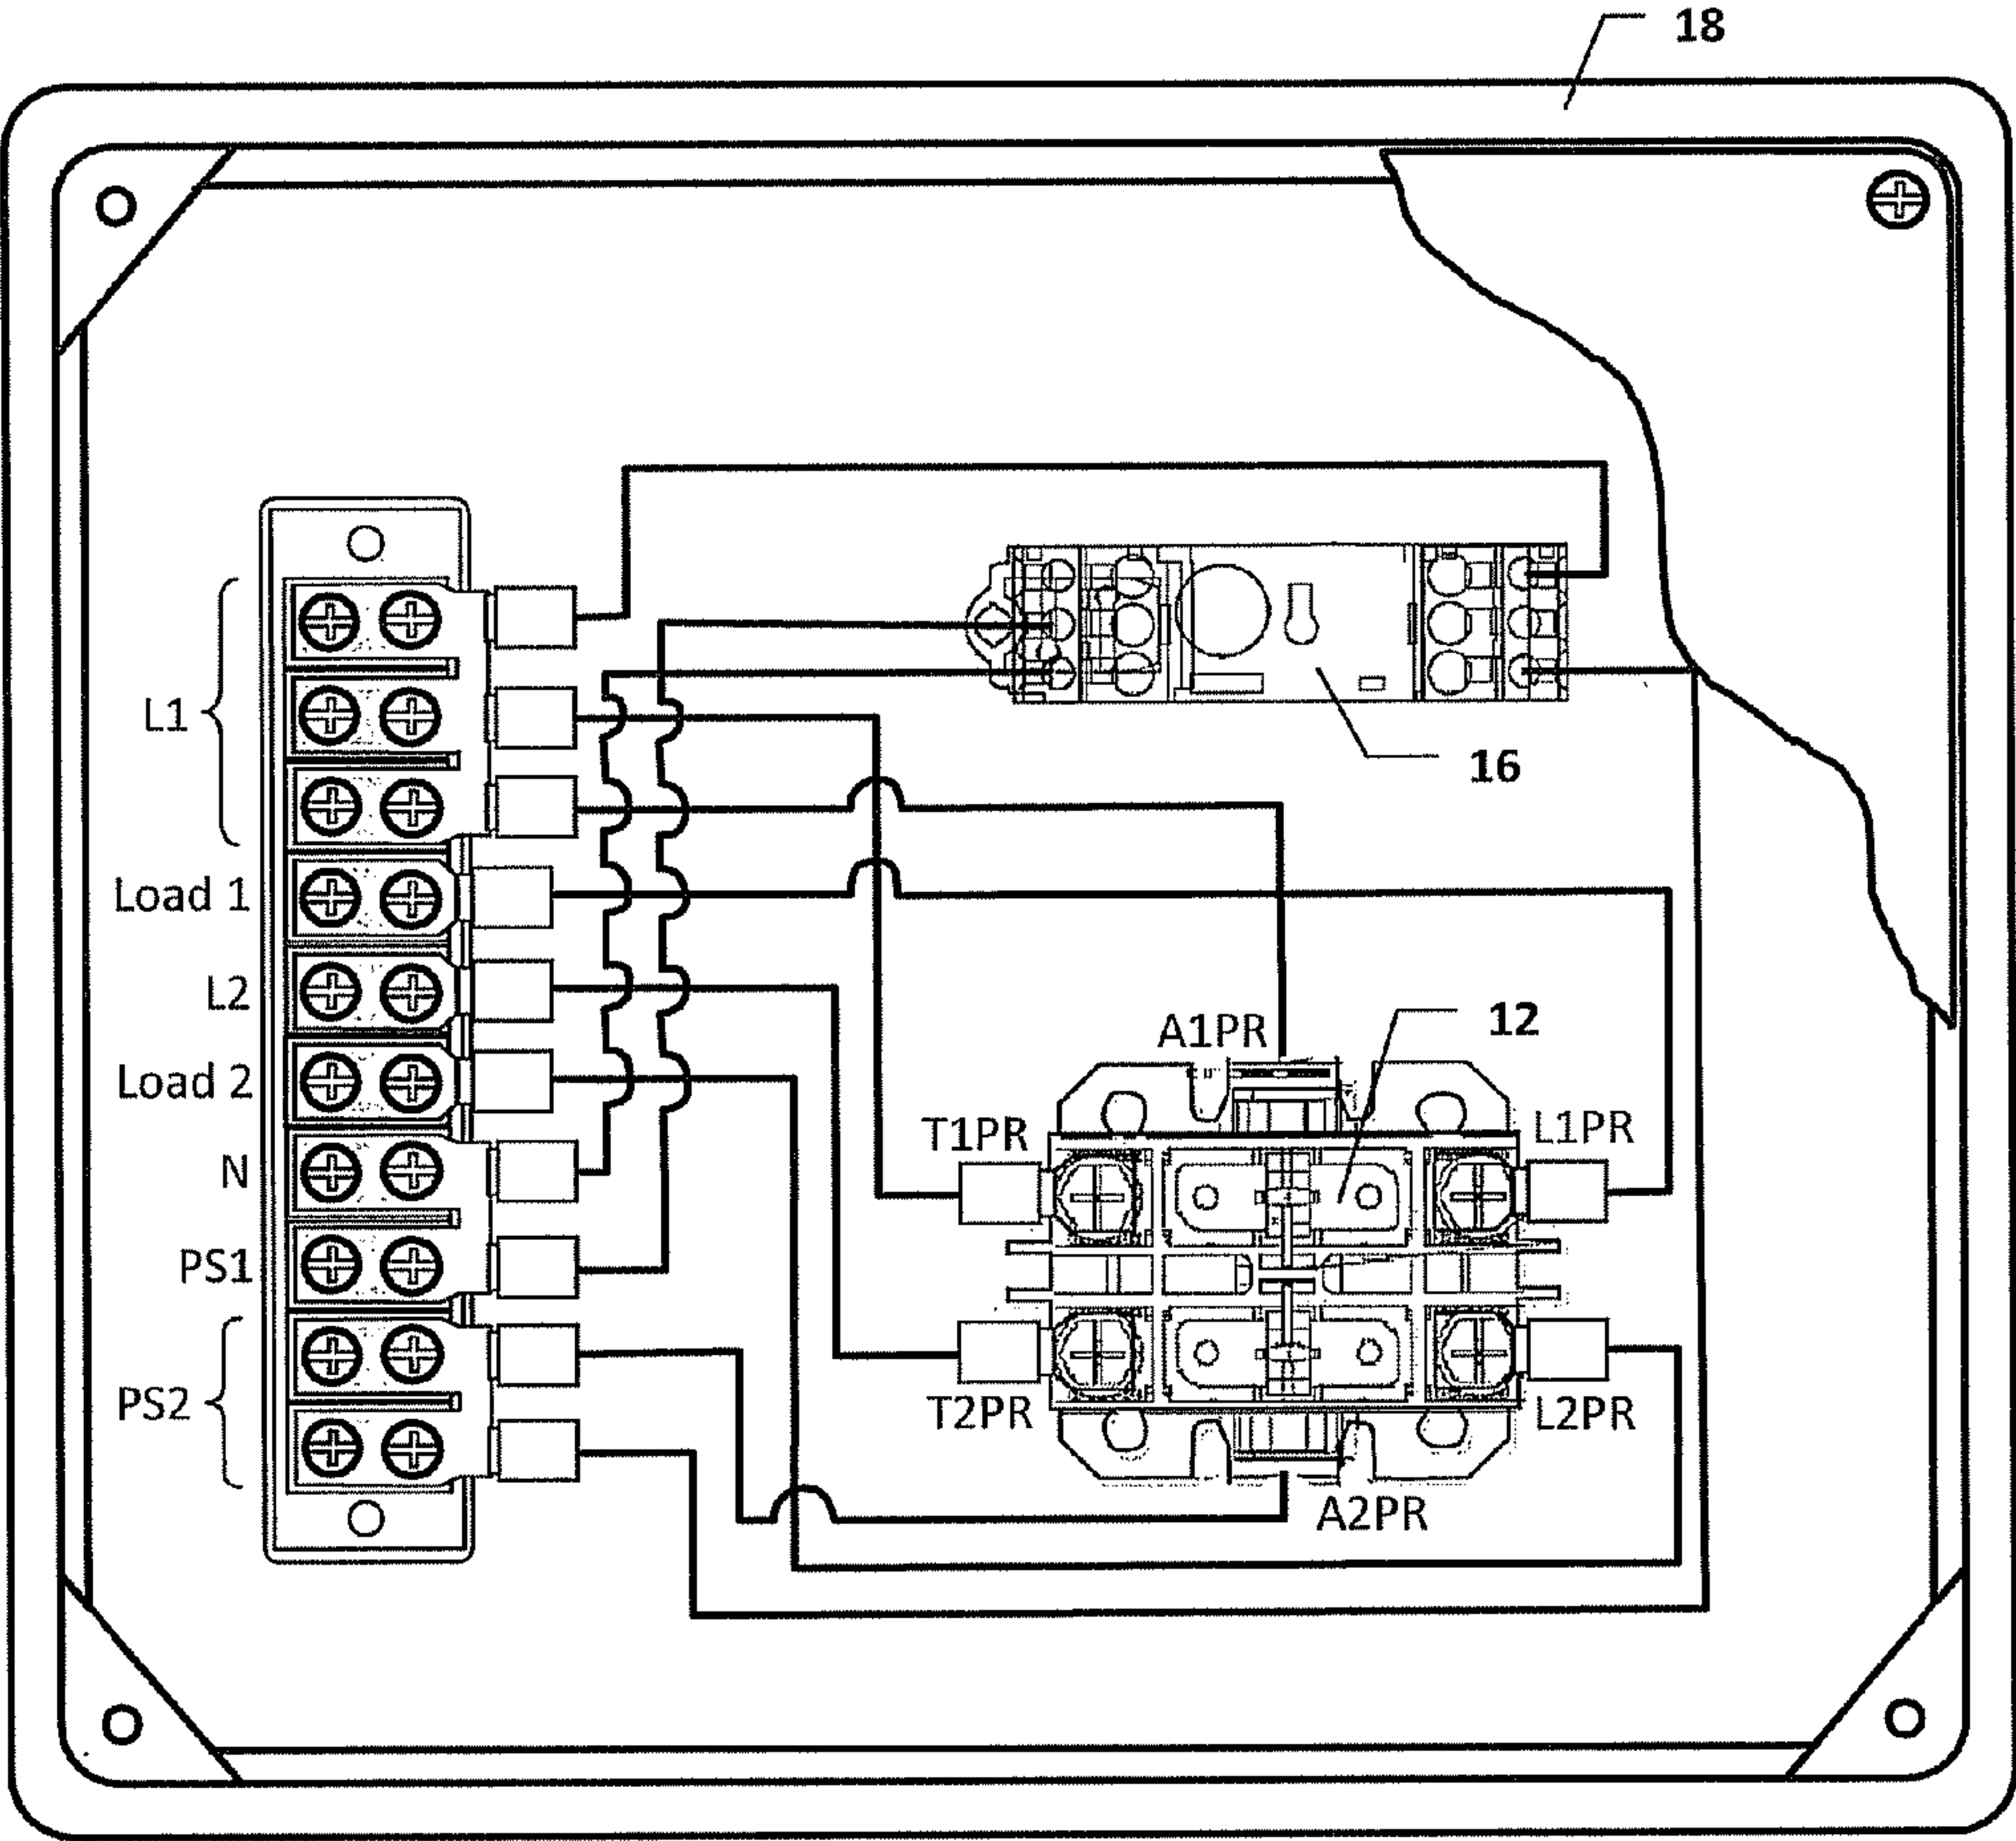 18
L1
16
Load 1
L2
Load 2
N
PS1
PS2
A1PR
12
T1PR
L1PR
T2PR
L2PR
A2PR